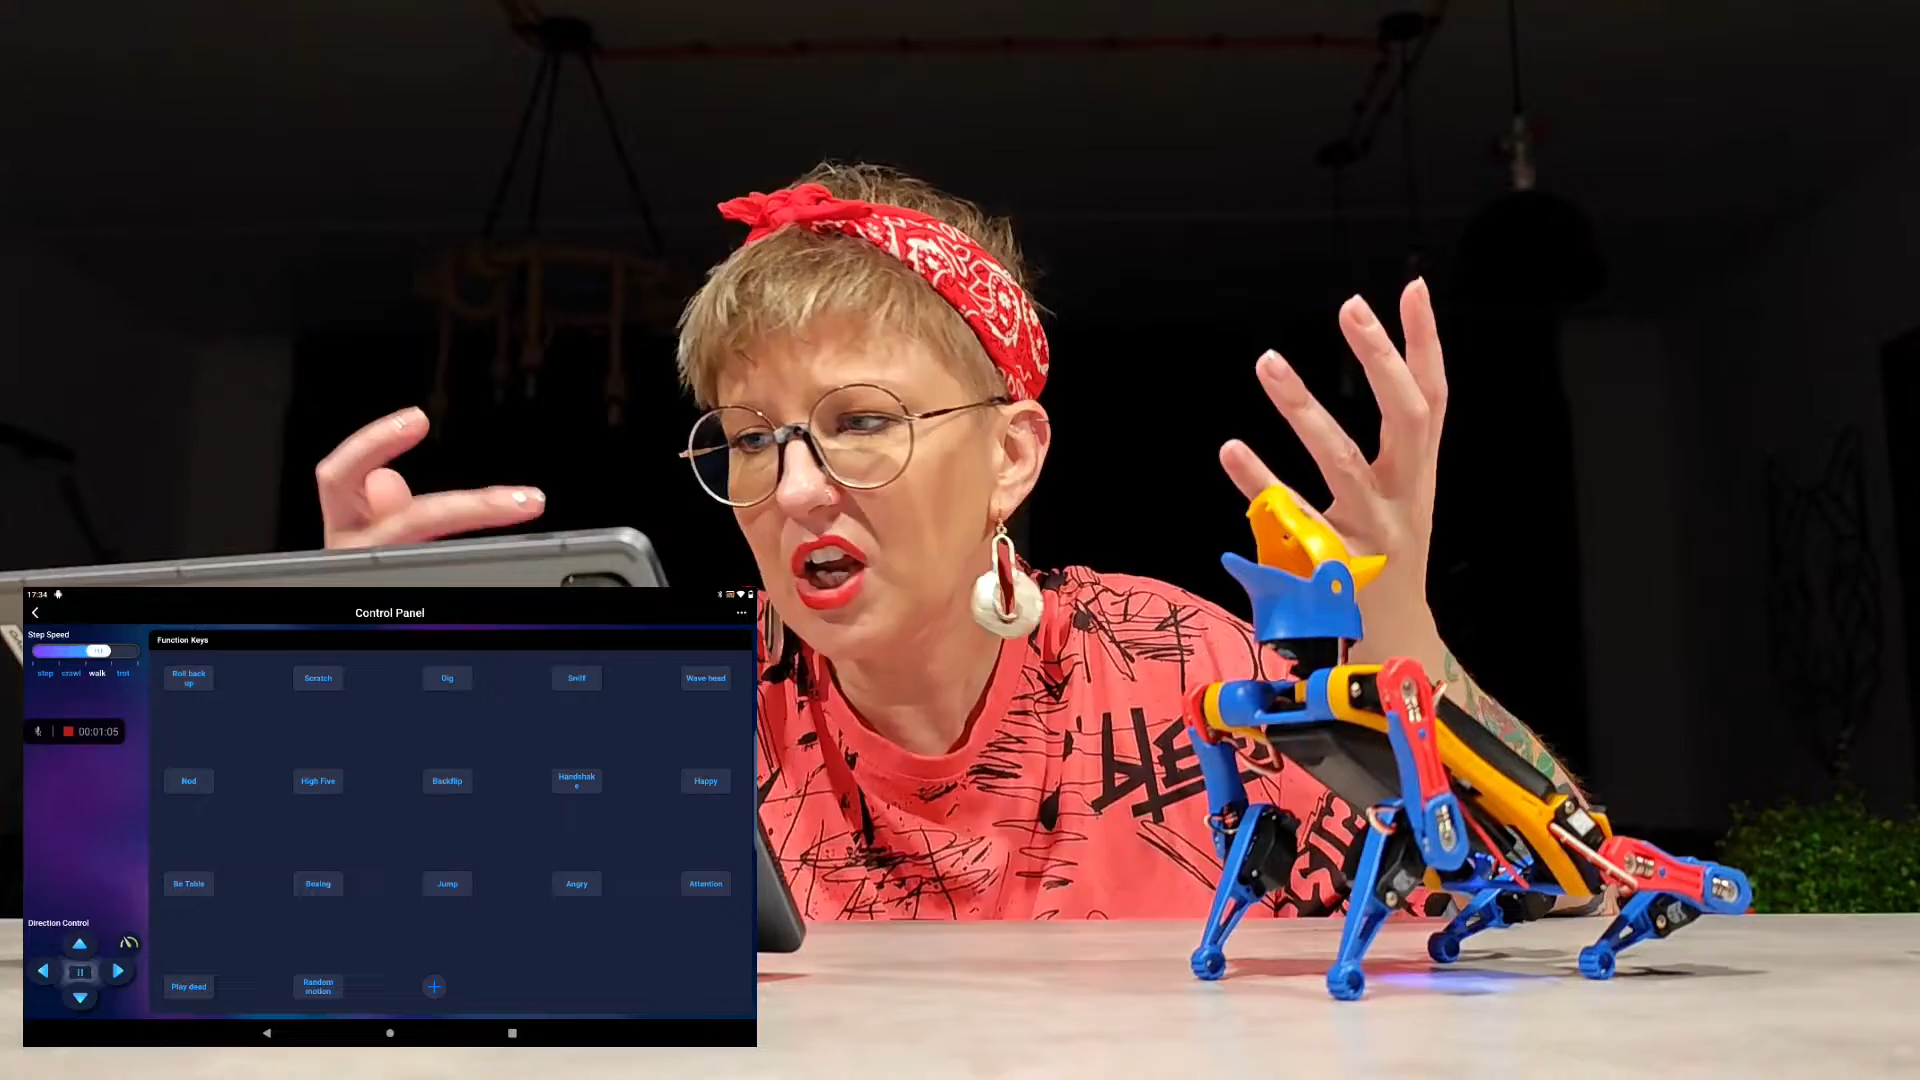 17:34
Control Panel
Step Speed
step crawl walk trot
00:01:05
Direction Control
Function Keys
Roll back
up
Scratch
Dig
Sniff
Wave head
Nod
High Five
Backflip
Handshak
e
Happy
Be Table
Boxing
Jump
Angry
Attention
Play dead
Random
motion